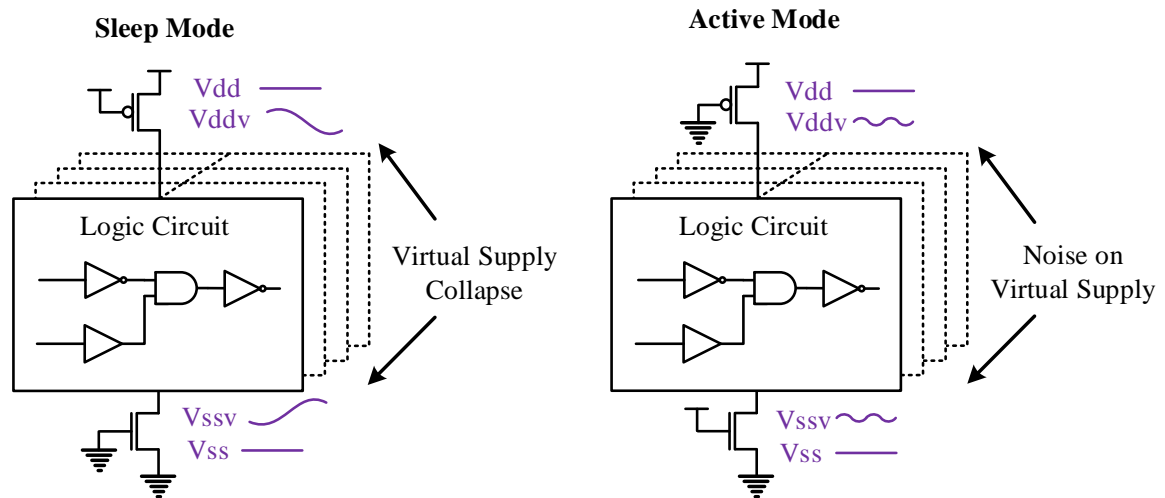 Sleep Mode
Vdd
Vddv
Logic Circuit
Virtual Supply
Collapse
Vssv
Vss
Active Mode
Vdd
Vddv
Logic Circuit
Noise on
Virtual Supply
Vssv
Vss